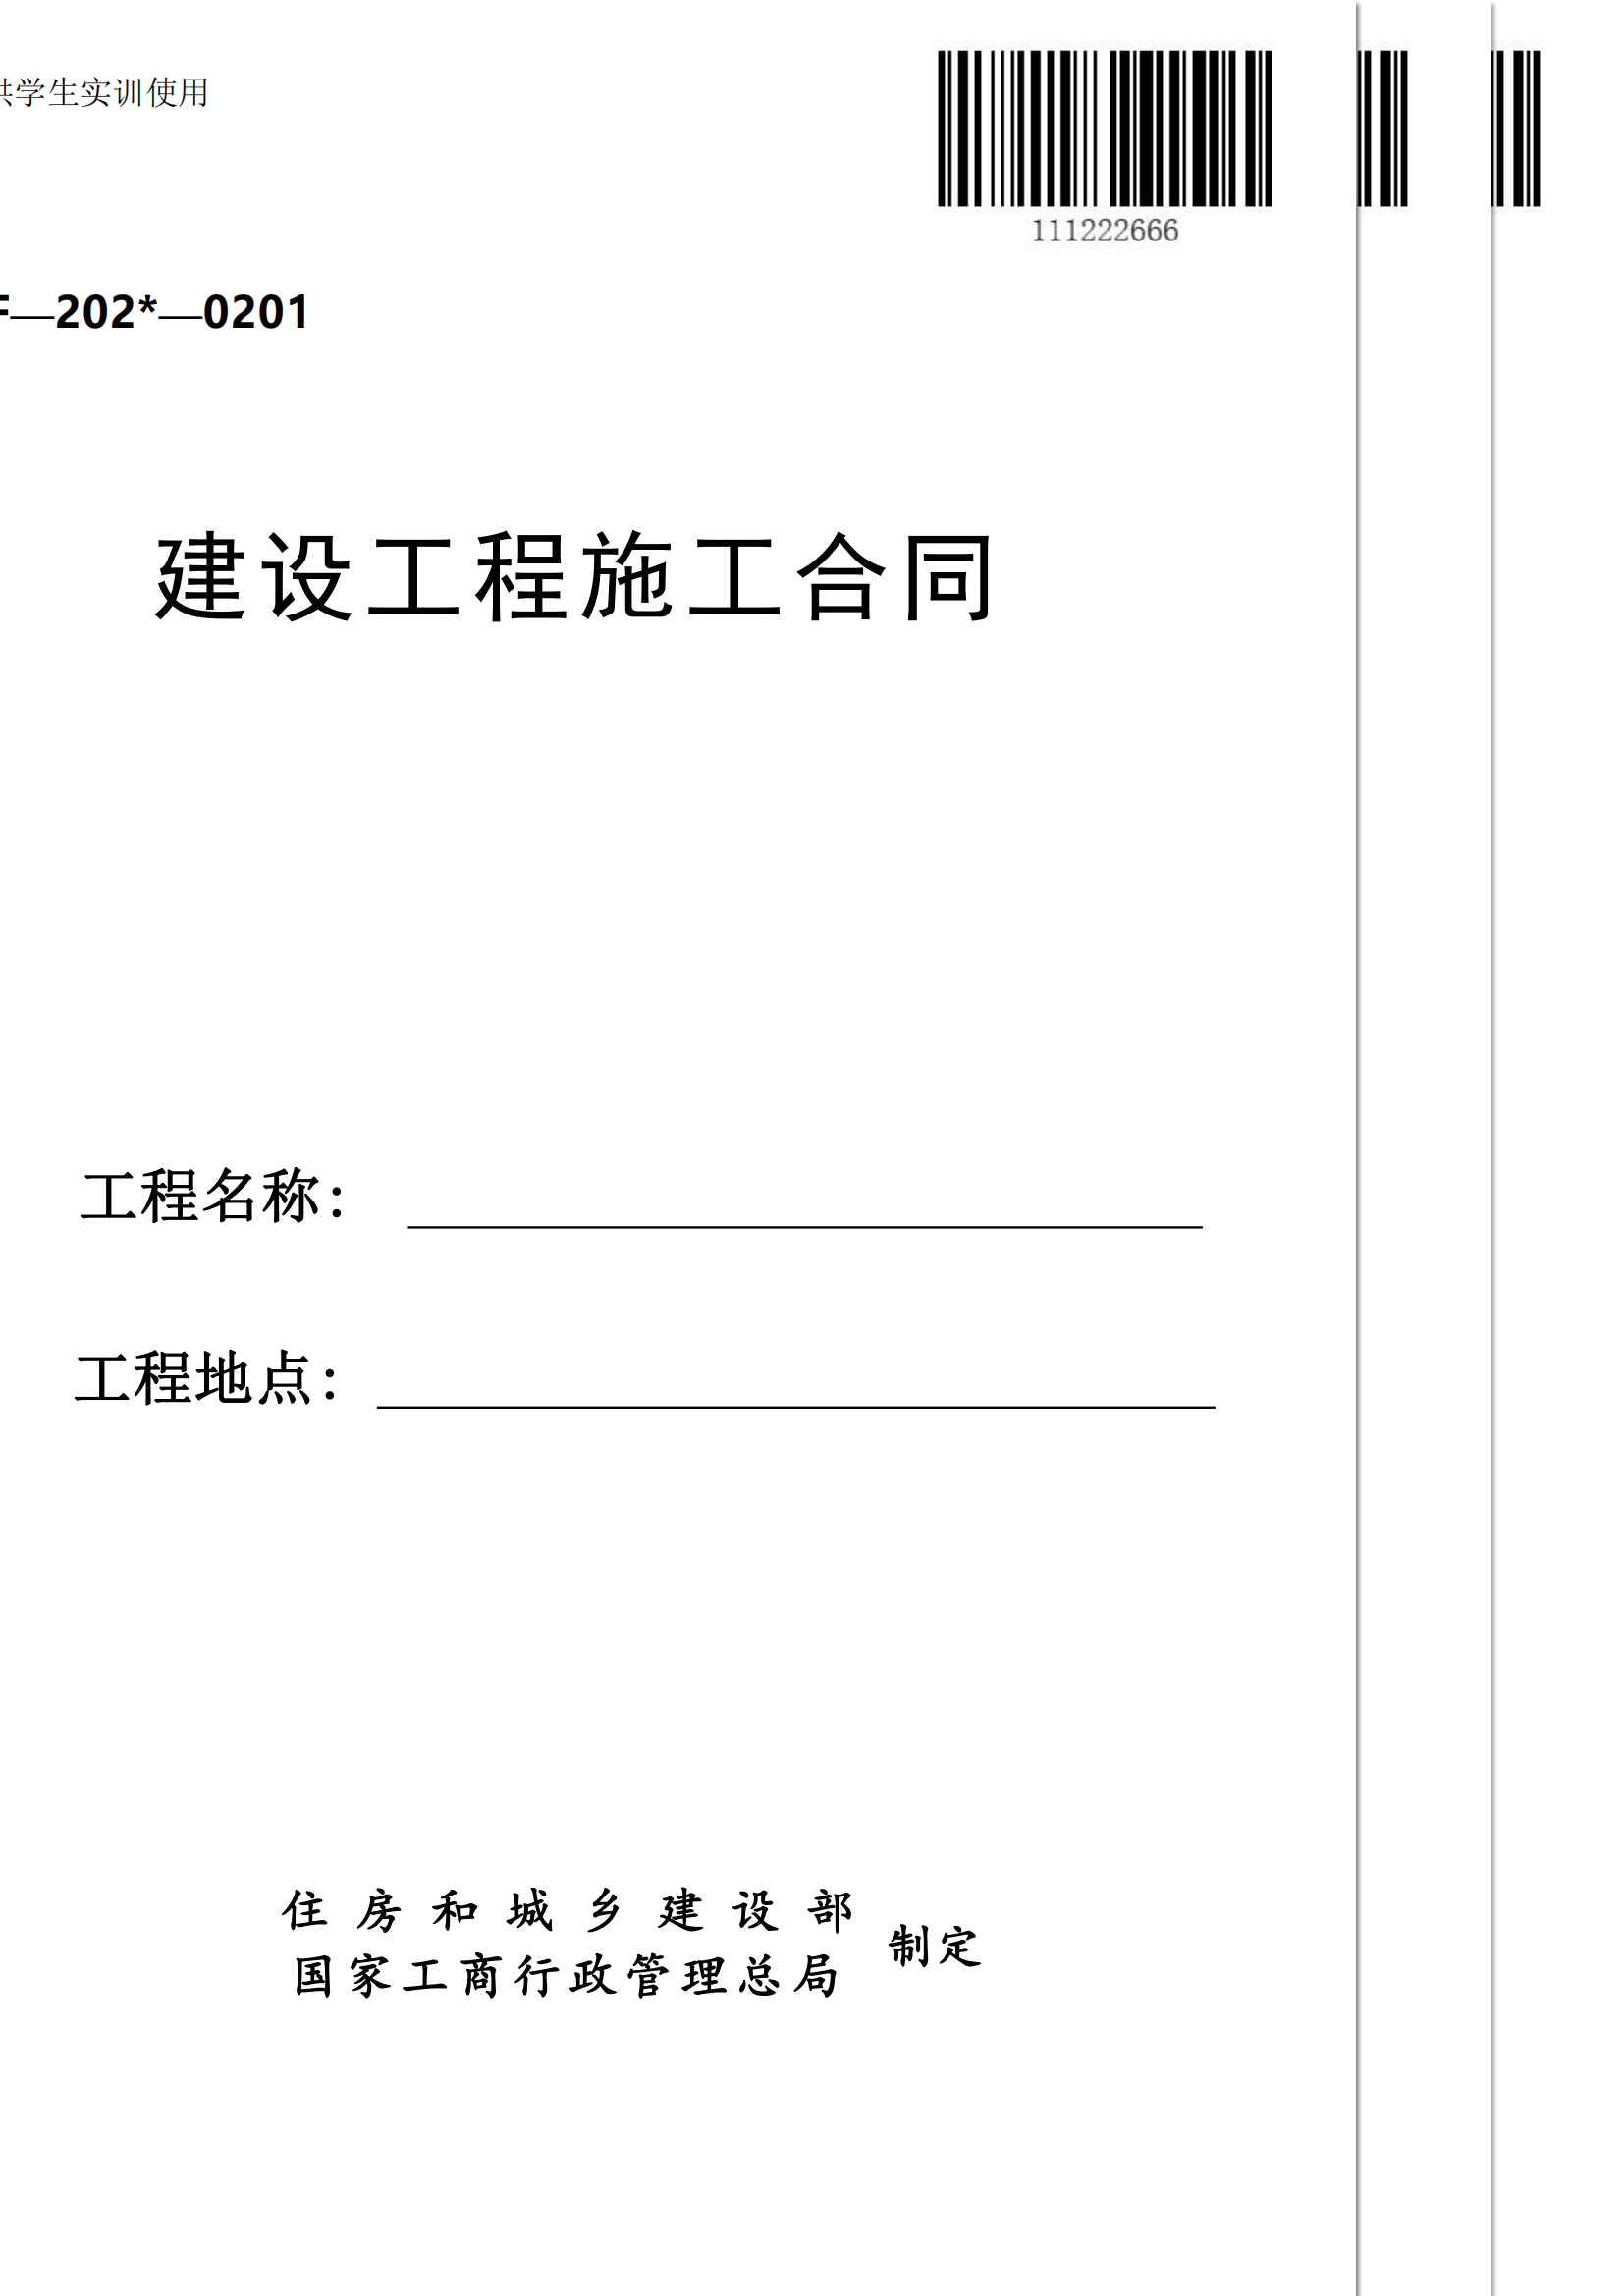 供学生实训使用
111222666
F—202*—0201
建设工程施工合同
工程名称：
工程地点：
住房和城乡建设部
国家工商行政管理总局
制定